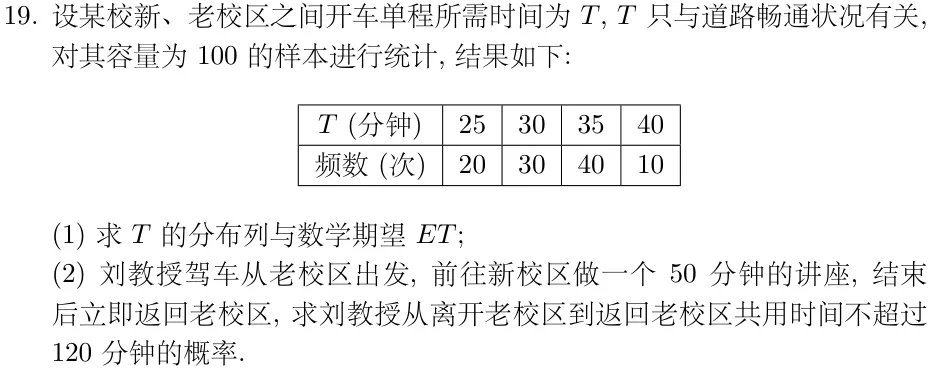 19. 设某校新、老校区之间开车单程所需时间为 T, T 只与道路畅通状况有关,
对其容量为 100 的样本进行统计, 结果如下:
T (分钟) 25 30 35 40
频数 (次) 20 30 40 10
(1) 求 T 的分布列与数学期望 ET;
(2) 刘教授驾车从老校区出发, 前往新校区做一个 50 分钟的讲座, 结束
后立即返回老校区, 求刘教授从离开老校区到返回老校区共用时间不超过
120 分钟的概率.